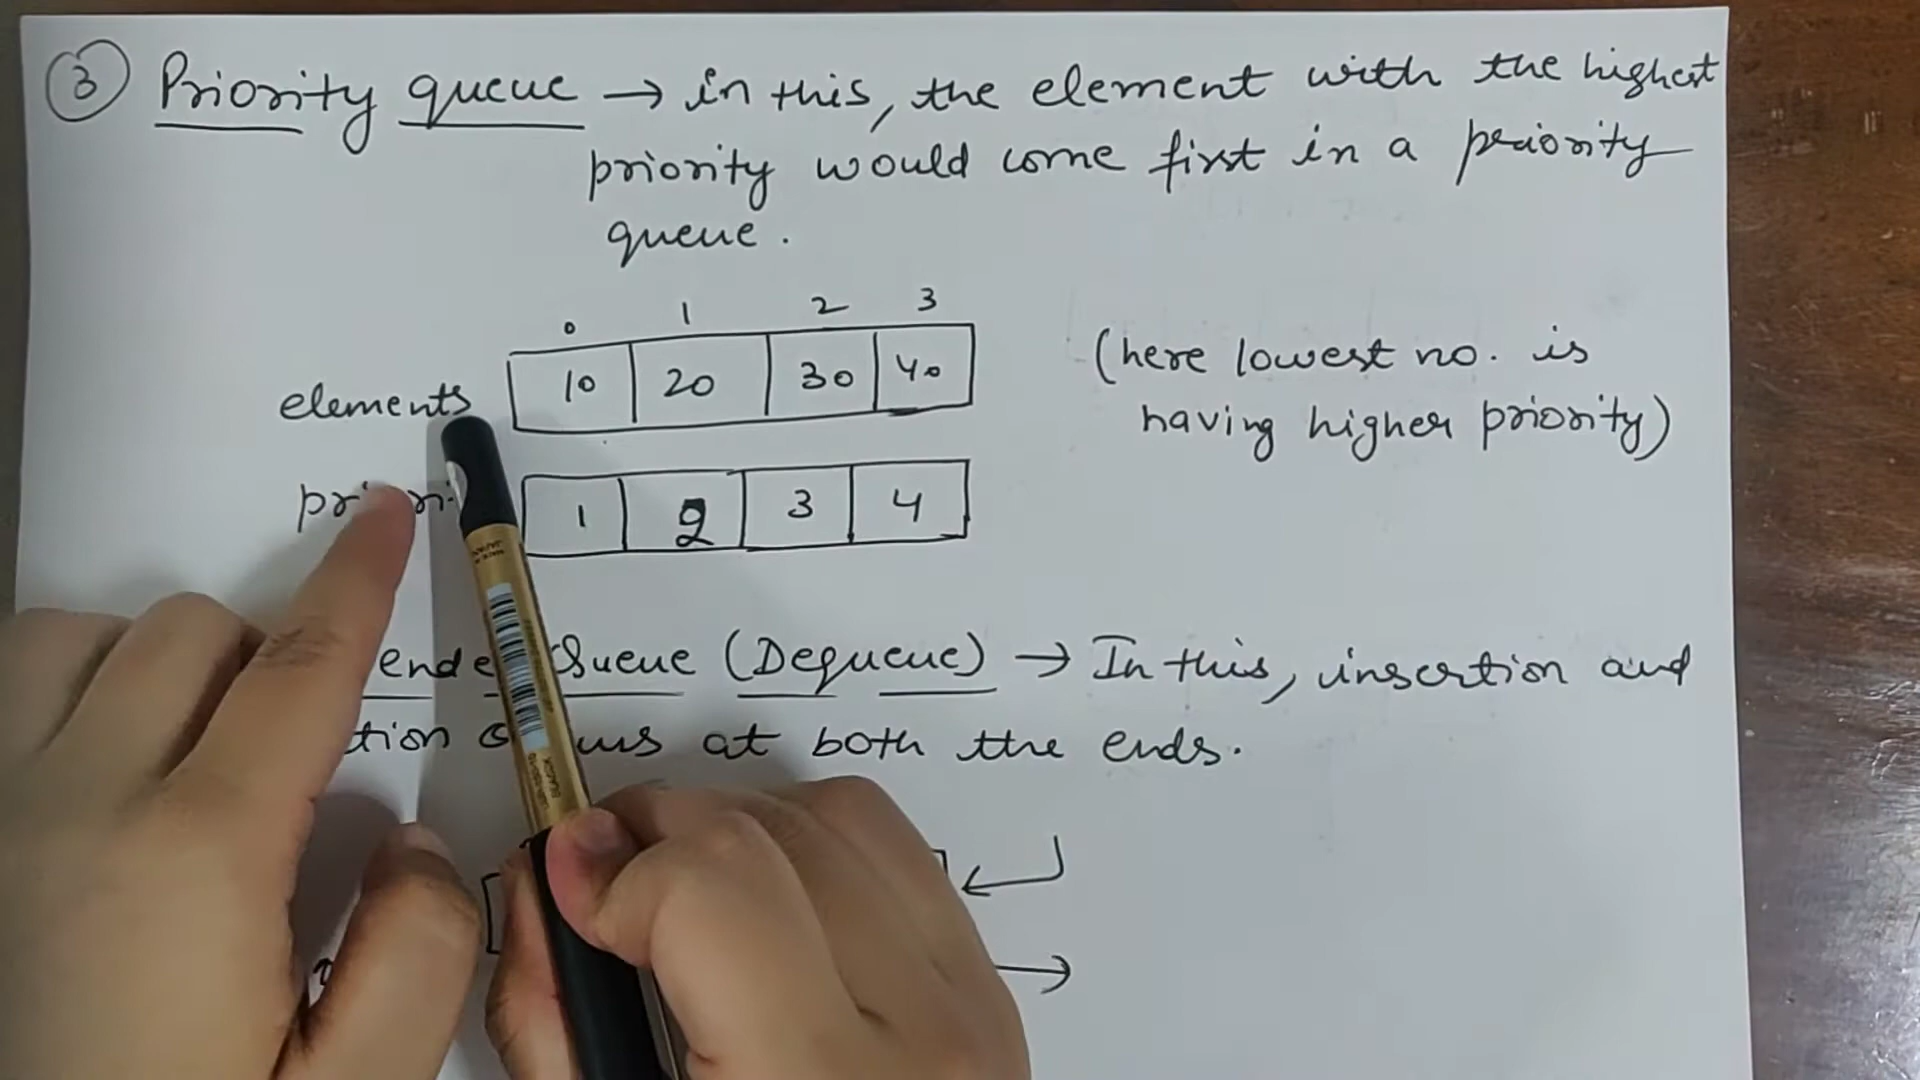 3 Priority queue → in this, the element with the highest
priority would come first in a priority
queue.
0 1 2 3
elements 10 20 30 40
(here lowest no. is
having higher priority)
1 2 3 4
Queue (Dequeue) → In this, insertion and
at both the ends.